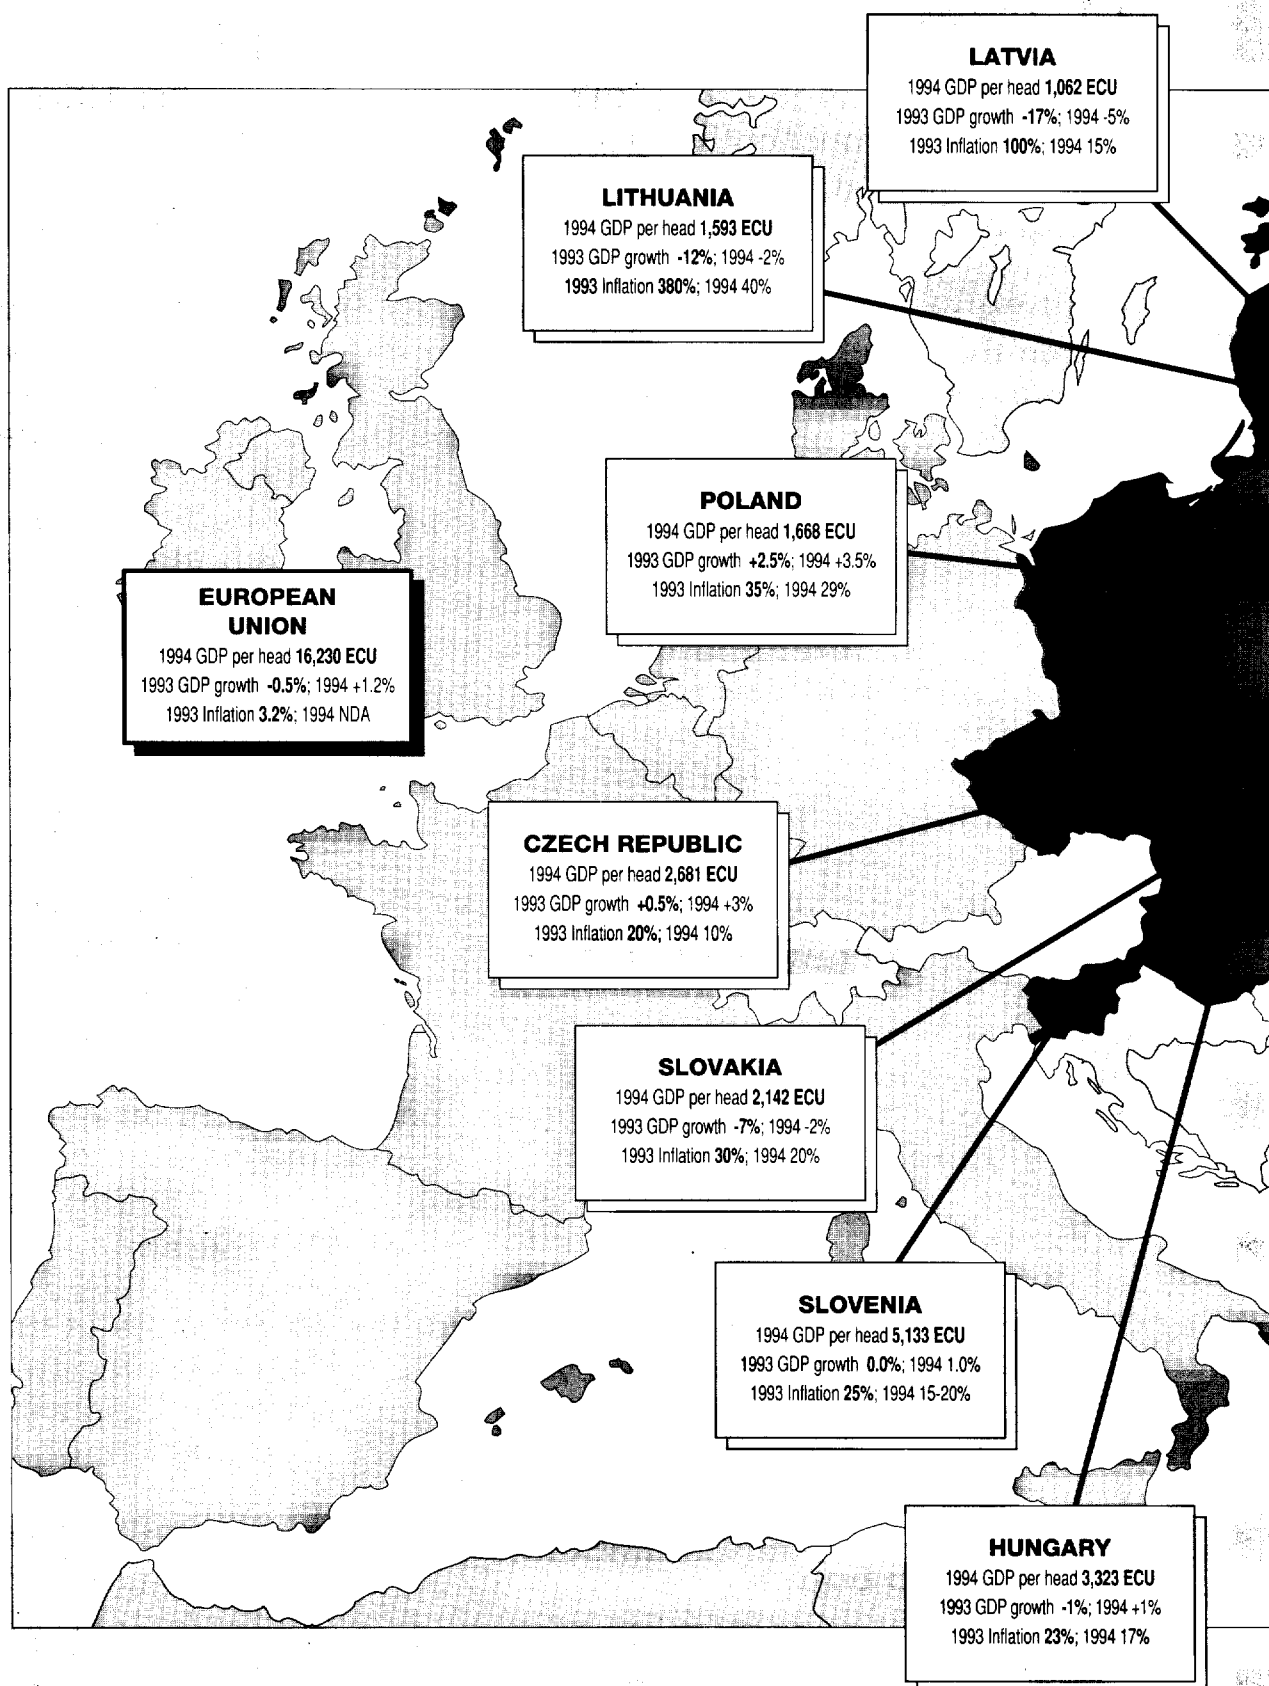 LATVIA
1994 GDP per head 1,062 ECU
1993 GDP growth -17%; 1994 -5%
1993 Inflation 100%; 1994 15%
LITHUANIA
1994 GDP per head 1,593 ECU
1993 GDP growth -12%; 1994 -2%
1993 Inflation 380%; 1994 40%
POLAND
1994 GDP per head 1,668 ECU
1993 GDP growth +2.5%; 1994 +3.5%
1993 Inflation 35%; 1994 29%
EUROPEAN
UNION
1994 GDP per head 16,230 ECU
1993 GDP growth -0.5%; 1994 +1.2%
1993 Inflation 3.2%; 1994 NDA
CZECH REPUBLIC
1994 GDP per head 2,681 ECU
1993 GDP growth +0.5%; 1994 +3%
1993 Inflation 20%; 1994 10%
SLOVAKIA
1994 GDP per head 2,142 ECU
1993 GDP growth -7%; 1994 -2%
1993 Inflation 30%; 1994 20%
SLOVENIA
1994 GDP per head 5,133 ECU
1993 GDP growth 0.0%; 1994 1.0%
1993 Inflation 25%; 1994 15-20%
HUNGARY
1994 GDP per head 3,323 ECU
1993 GDP growth -1%; 1994 +1%
1993 Inflation 23%; 1994 17%